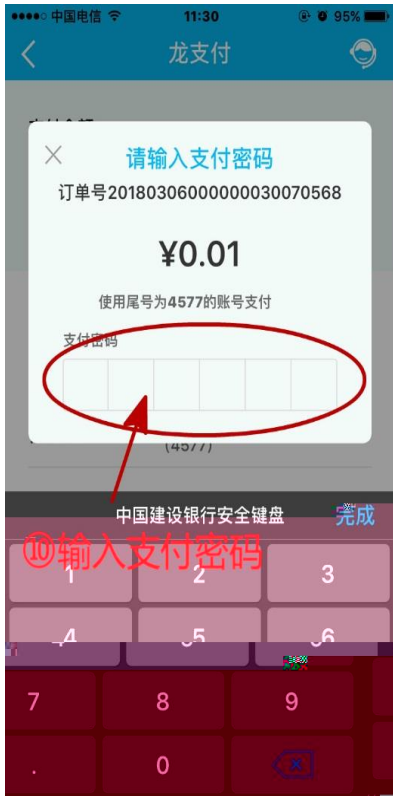 中国电信 11:30 95%
龙支付
请输入支付密码
订单号20180306000000030070568
¥0.01
使用尾号为4577的账号支付
支付密码
(4577)
中国建设银行安全键盘 完成
⑩输入支付密码
1 2 3
4 5 6
7 8 9
. 0